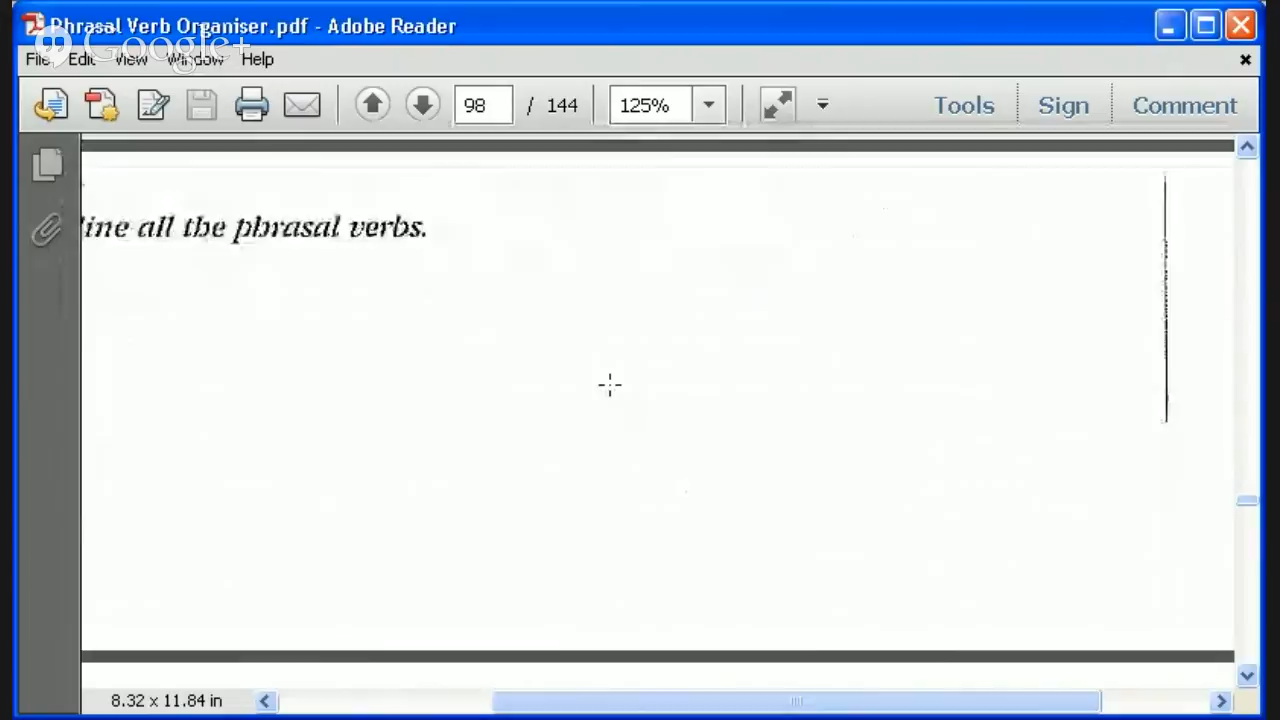 Phrasal Verb Organiser.pdf - Adobe Reader
Google+
File Edit View Window Help
98 / 144 125% Tools Sign Comment
line all the phrasal verbs.
8.32 x 11.84 in